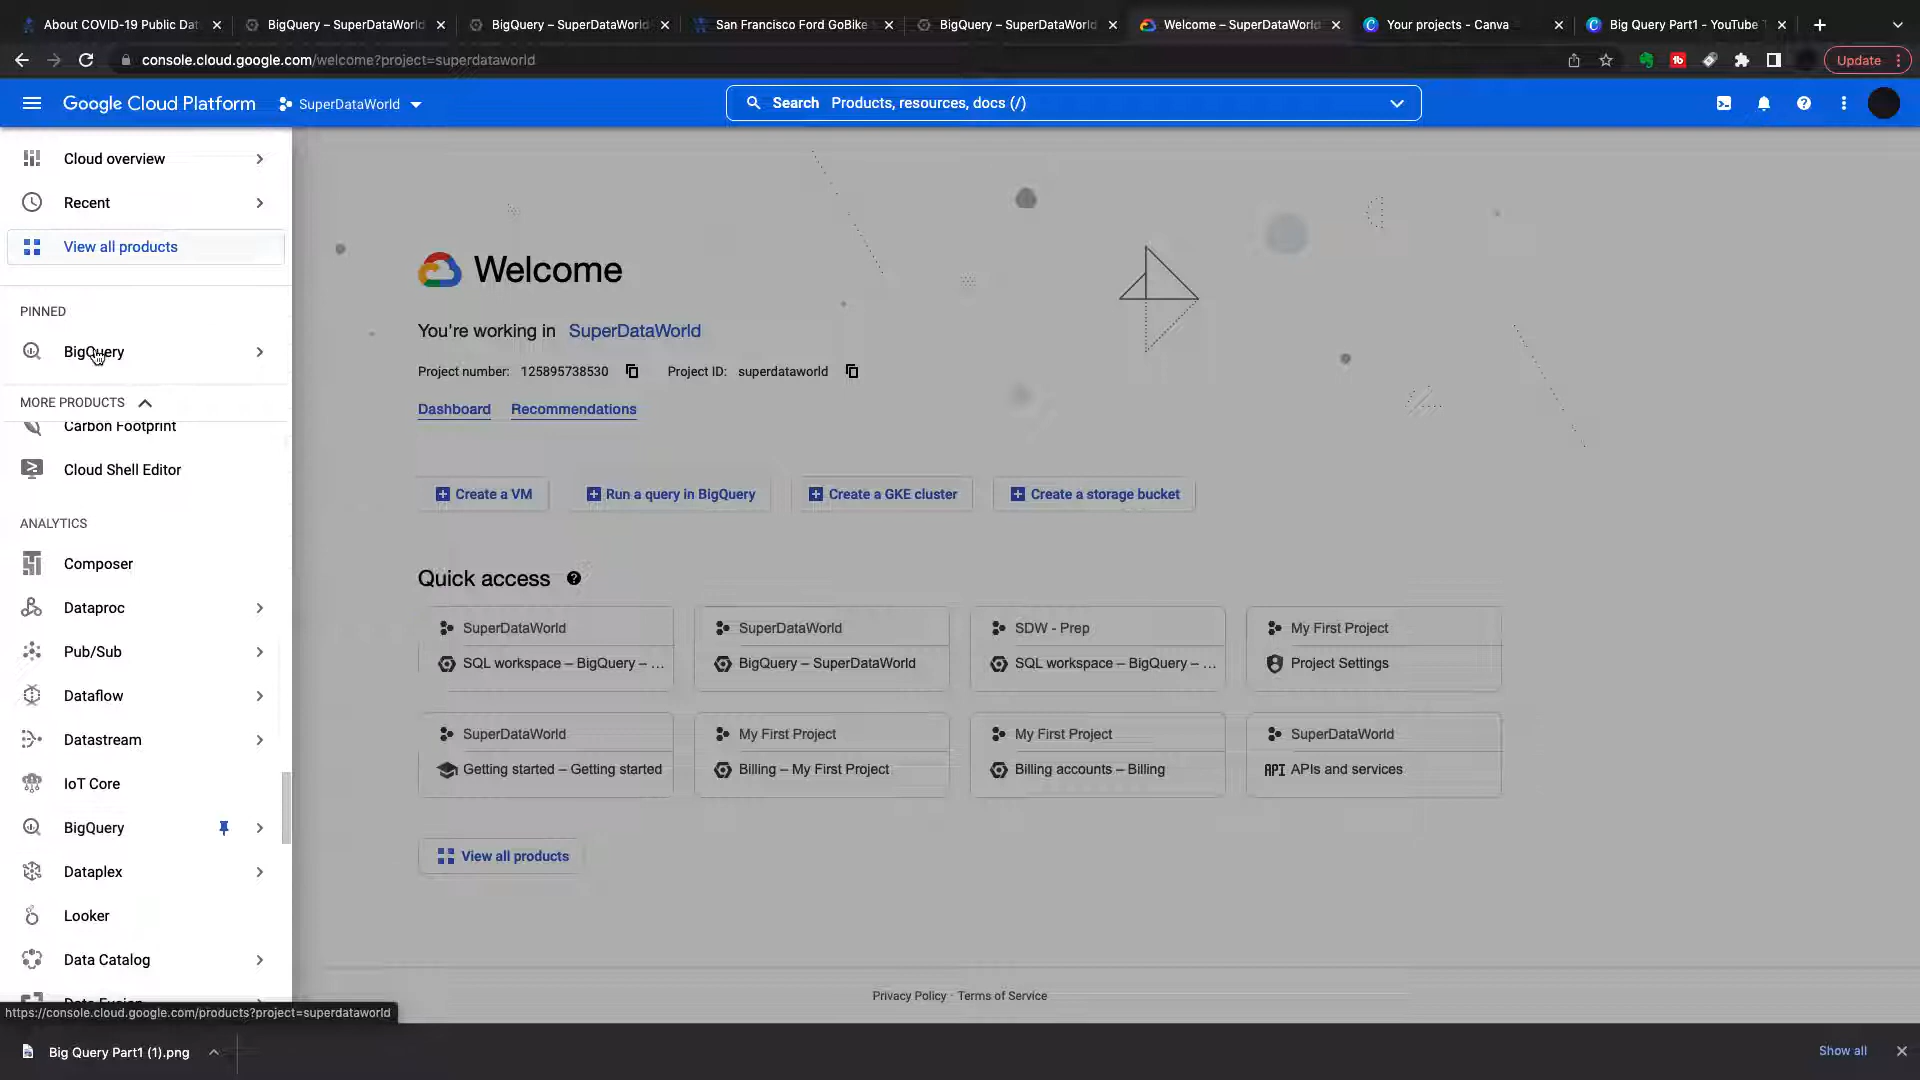 About COVID-19 Public Dat
BigQuery – SuperDataWorld
BigQuery – SuperDataWorld
San Francisco Ford GoBike
BigQuery – SuperDataWorld
Welcome – SuperDataWorld
Your projects - Canva
Big Query Part1 - YouTube T
console.cloud.google.com/welcome?project=superdataworld
Update
Google Cloud Platform
SuperDataWorld
Search Products, resources, docs (/)
Cloud overview
Recent
View all products
PINNED
BigQuery
MORE PRODUCTS
Carbon Footprint
Cloud Shell Editor
ANALYTICS
Composer
Dataproc
Pub/Sub
Dataflow
Datastream
IoT Core
BigQuery
Dataplex
Looker
Data Catalog
Data Fusion
Welcome
You're working in SuperDataWorld
Project number: 125895738530 Project ID: superdataworld
Dashboard Recommendations
Create a VM
Run a query in BigQuery
Create a GKE cluster
Create a storage bucket
Quick access
SuperDataWorld
SQL workspace – BigQuery – ...
SuperDataWorld
BigQuery – SuperDataWorld
SDW - Prep
SQL workspace – BigQuery – ...
My First Project
Project Settings
SuperDataWorld
Getting started – Getting started
My First Project
Billing – My First Project
My First Project
Billing accounts – Billing
SuperDataWorld
API APIs and services
View all products
Privacy Policy · Terms of Service
https://console.cloud.google.com/products?project=superdataworld
Big Query Part1 (1).png
Show all